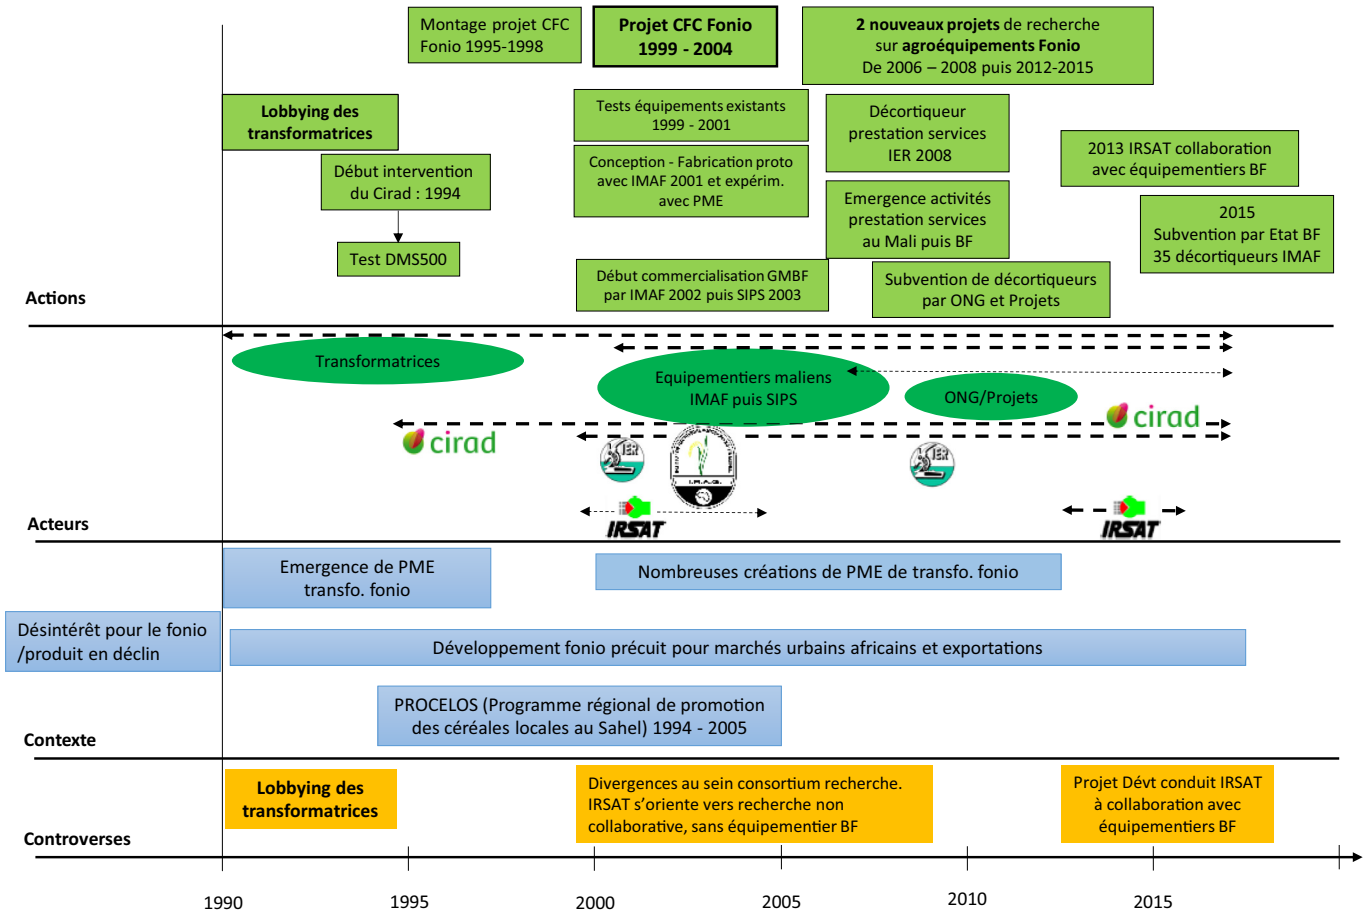 Montage projet CFC
Fonio 1995-1998
Projet CFC Fonio
1999 - 2004
2 nouveaux projets de recherche
sur agroéquipements Fonio
De 2006 – 2008 puis 2012-2015
Lobbying des
transformatrices
Tests équipements existants
1999 - 2001
Décortiqueur
prestation services
IER 2008
2013 IRSAT collaboration
avec équipementiers BF
Début intervention
du Cirad : 1994
Conception - Fabrication proto
avec IMAF 2001 et expérim.
avec PME
Emergence activités
prestation services
au Mali puis BF
2015
Subvention par Etat BF
35 décortiqueurs IMAF
Test DMS500
Début commercialisation GMBF
par IMAF 2002 puis SIPS 2003
Subvention de décortiqueurs
par ONG et Projets
Actions
Transformatrices
Equipementiers maliens
IMAF puis SIPS
ONG/Projets
cirad
cirad
IER
I.R.A.G.
IER
IRSAT
IRSAT
Acteurs
Emergence de PME
transfo. fonio
Nombreuses créations de PME de transfo. fonio
Désintérêt pour le fonio
/produit en déclin
Développement fonio précuit pour marchés urbains africains et exportations
PROCELOS (Programme régional de promotion
des céréales locales au Sahel) 1994 - 2005
Contexte
Lobbying des
transformatrices
Divergences au sein consortium recherche.
IRSAT s’oriente vers recherche non
collaborative, sans équipementier BF
Projet Dévt conduit IRSAT
à collaboration avec
équipementiers BF
Controverses
1990
1995
2000
2005
2010
2015